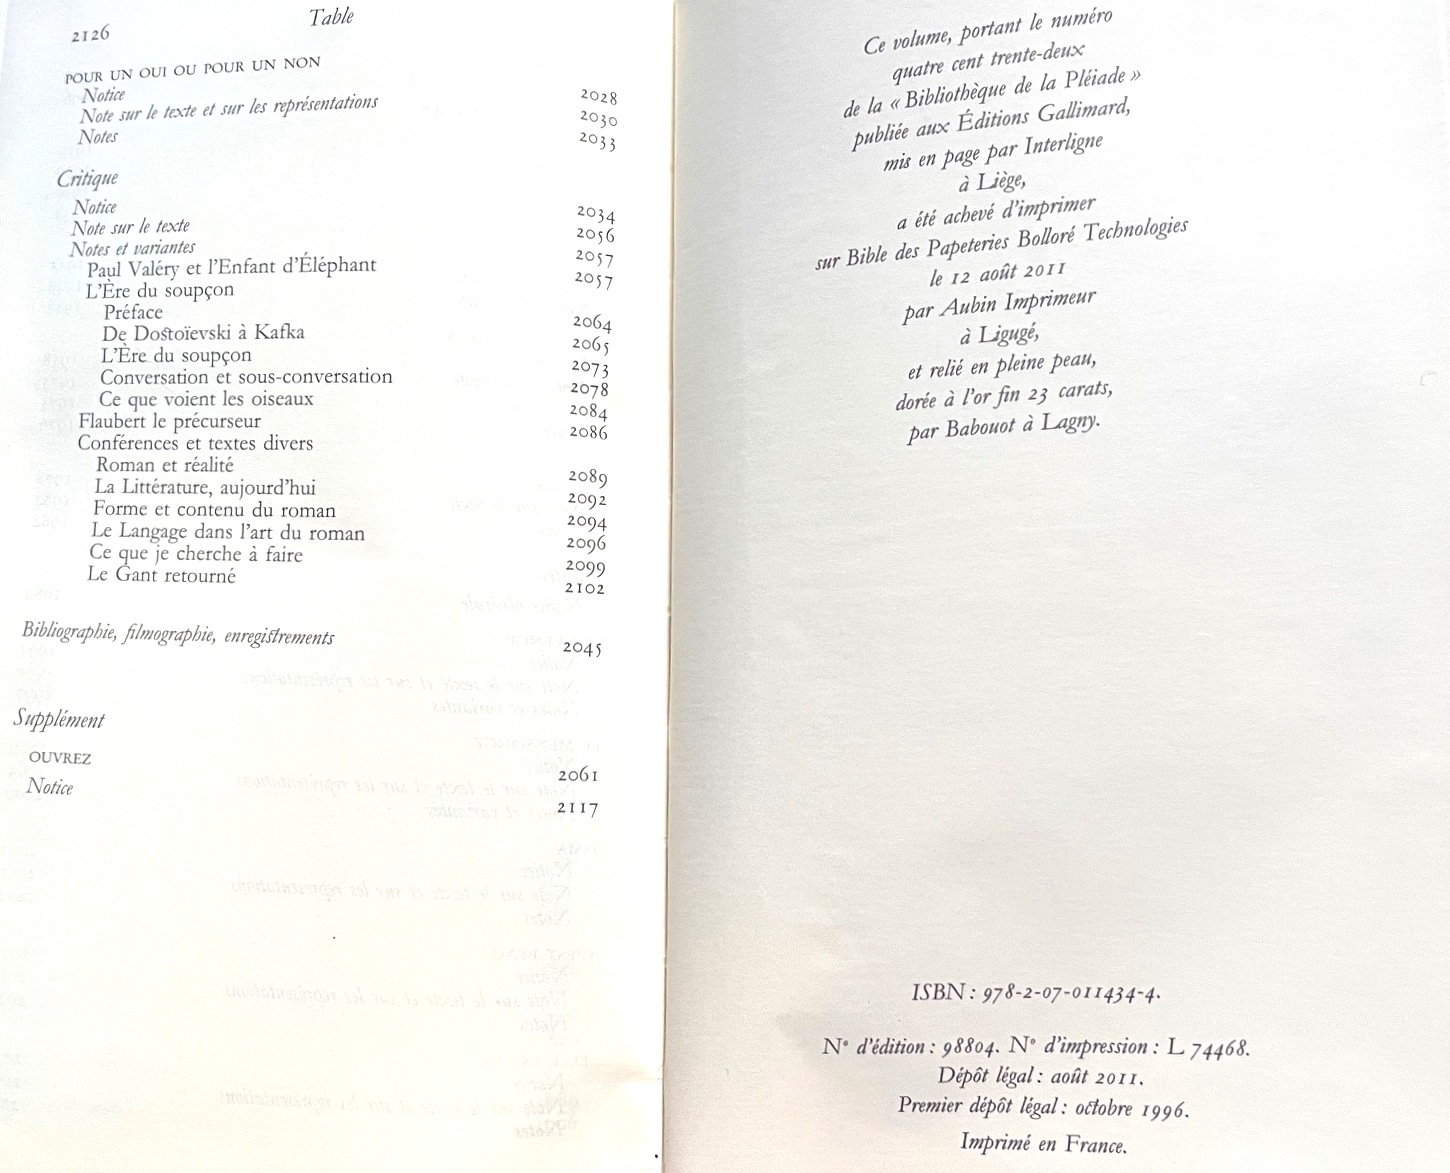 2126
Table
POUR UN OUI OU POUR UN NON
Notice 2028
Note sur le texte et sur les représentations 2030
Notes 2033
Critique
Notice 2034
Note sur le texte 2056
Notes et variantes 2057
Paul Valéry et l'Enfant d'Éléphant 2057
L'Ère du soupçon
Préface 2064
De Dostoïevski à Kafka 2065
L'Ère du soupçon 2073
Conversation et sous-conversation 2078
Ce que voient les oiseaux 2084
Flaubert le précurseur 2086
Conférences et textes divers
Roman et réalité 2089
La Littérature, aujourd'hui 2092
Forme et contenu du roman 2094
Le Langage dans l'art du roman 2096
Ce que je cherche à faire 2099
Le Gant retourné 2102
Bibliographie, filmographie, enregistrements 2045
Supplément
OUVREZ 2061
Notice 2117
Ce volume, portant le numéro
quatre cent trente-deux
de la « Bibliothèque de la Pléiade »
publiée aux Éditions Gallimard,
mis en page par Interligne
à Liège,
a été achevé d'imprimer
sur Bible des Papeteries Bolloré Technologies
le 12 août 2011
par Aubin Imprimeur
à Ligugé,
et relié en pleine peau,
dorée à l'or fin 23 carats,
par Babouot à Lagny.
ISBN : 978-2-07-011434-4.
N° d'édition : 98804. N° d'impression : L 74468.
Dépôt légal : août 2011.
Premier dépôt légal : octobre 1996.
Imprimé en France.